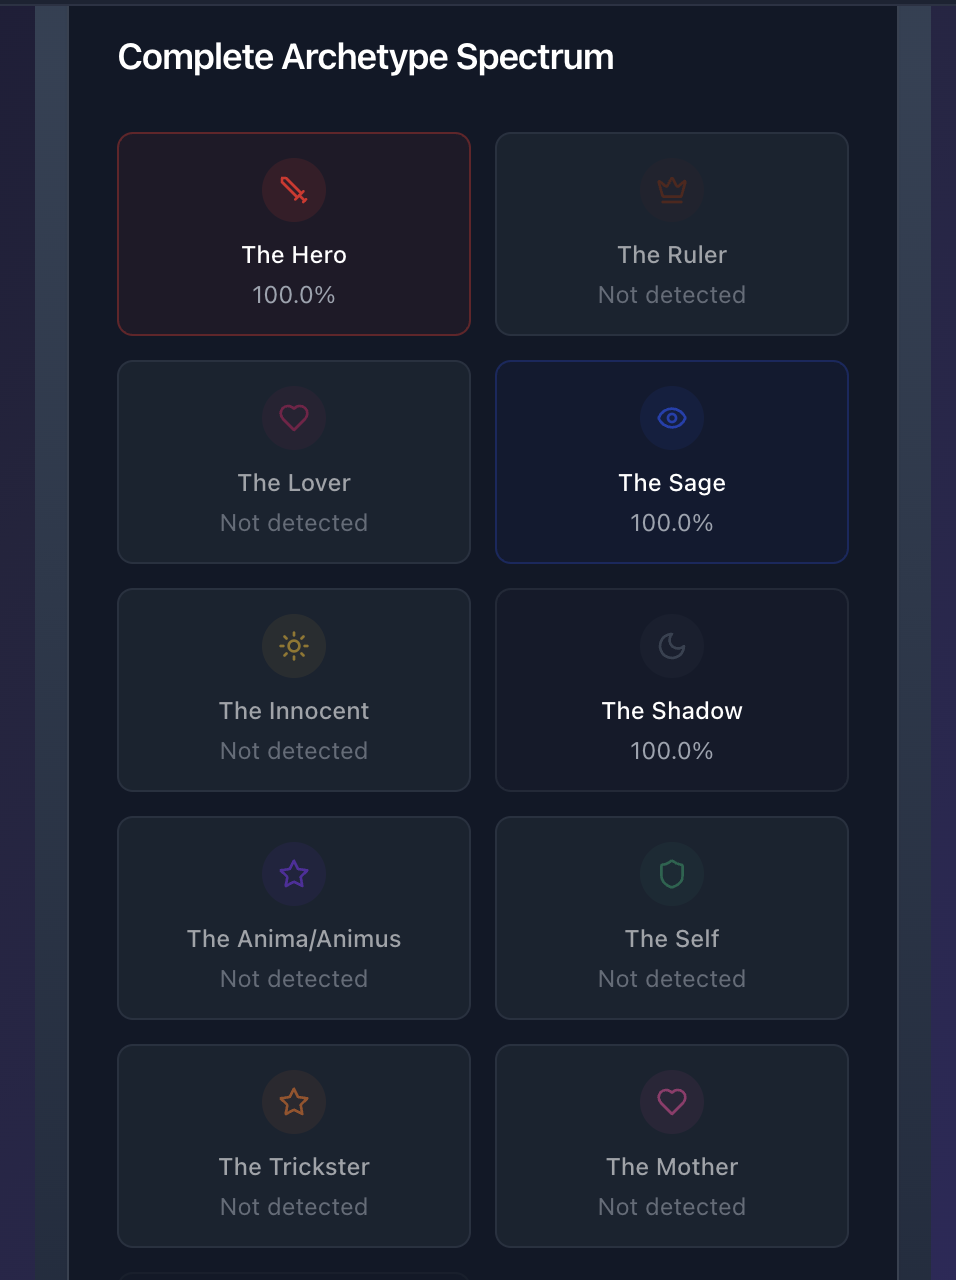 Complete Archetype Spectrum
The Hero
100.0%
The Ruler
Not detected
The Lover
Not detected
The Sage
100.0%
The Innocent
Not detected
The Shadow
100.0%
The Anima/Animus
Not detected
The Self
Not detected
The Trickster
Not detected
The Mother
Not detected